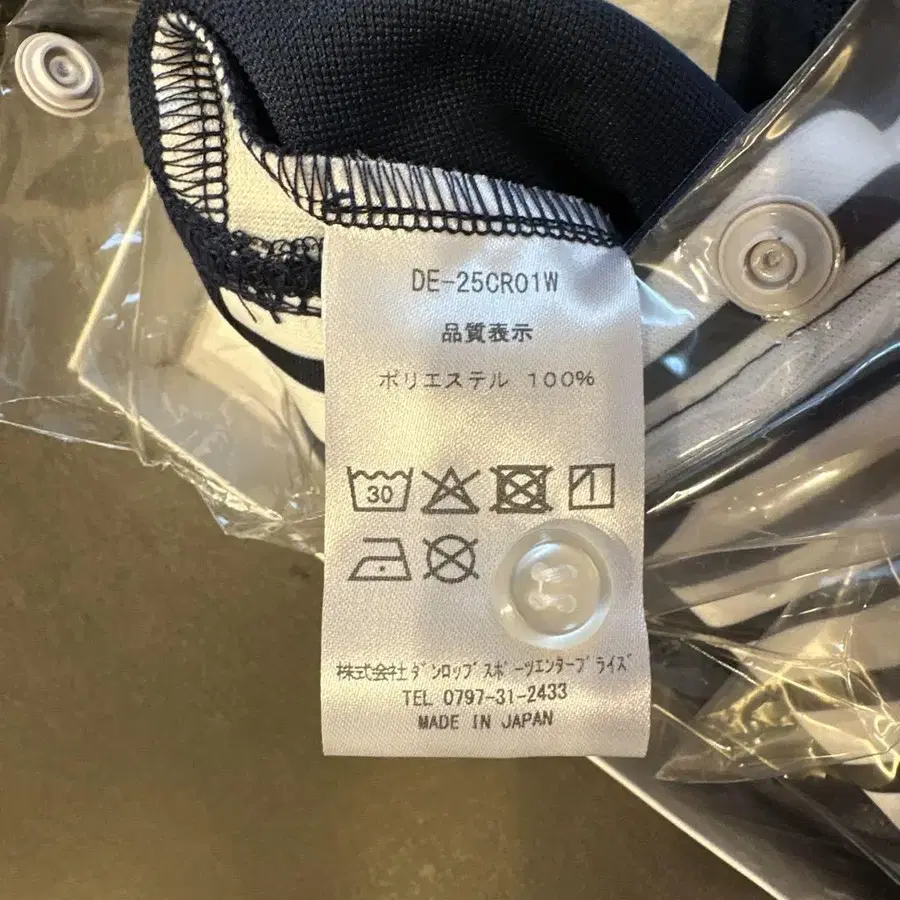 DE-25CR01W
品質表示
ポリエステル 100%
30
株式会社ダンロップスポーツエンタープライズ
TEL 0797-31-2433
MADE IN JAPAN